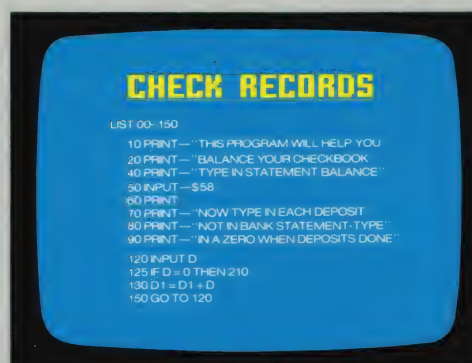 CHECK RECORDS
LIST 00-150
10 PRINT—"THIS PROGRAM WILL HELP YOU
20 PRINT—"BALANCE YOUR CHECKBOOK
40 PRINT—"TYPE IN STATEMENT BALANCE"
50 INPUT—$58
60 PRINT
70 PRINT—"NOW TYPE IN EACH DEPOSIT
80 PRINT—"NOT IN BANK STATEMENT-TYPE"
90 PRINT—"IN A ZERO WHEN DEPOSITS DONE"
120 INPUT D
125 IF D = 0 THEN 210
130 D1 = D1 + D
150 GO TO 120